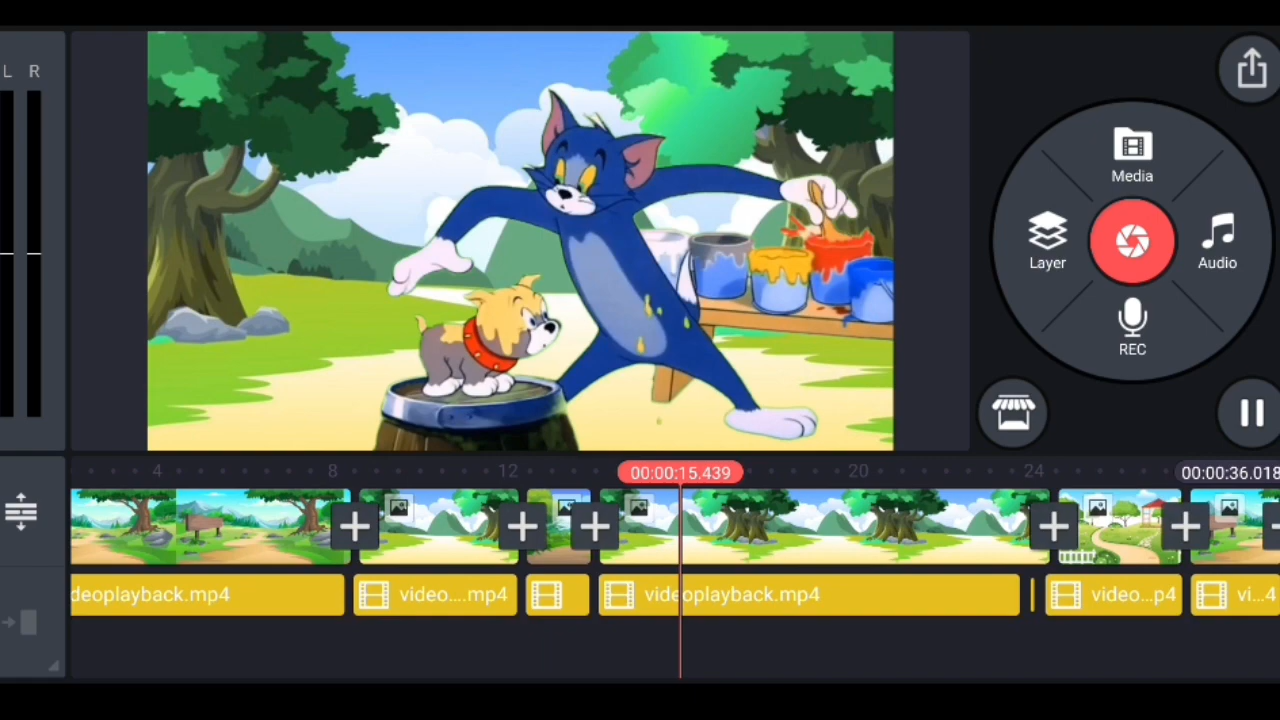 L R
Media
Layer
Audio
REC
4 8 12 00:00:15.439 20 24 00:00:36.018
deoplayback.mp4 video....mp4 videoplayback.mp4 video...p4 vi...4